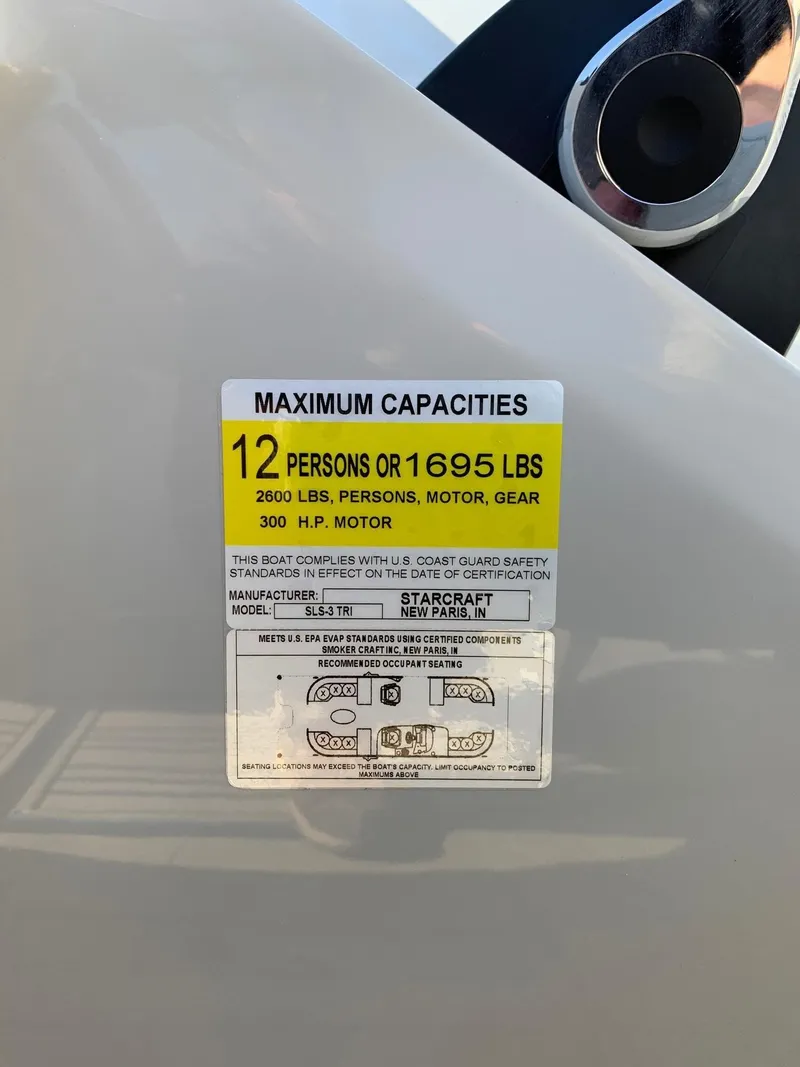 MAXIMUM CAPACITIES
12 PERSONS OR 1695 LBS
2600 LBS, PERSONS, MOTOR, GEAR
300 H.P. MOTOR
THIS BOAT COMPLIES WITH U.S. COAST GUARD SAFETY
STANDARDS IN EFFECT ON THE DATE OF CERTIFICATION
MANUFACTURER: STARCRAFT
MODEL: SLS-3 TRI NEW PARIS, IN
MEETS U.S. EPA EVAP STANDARDS USING CERTIFIED COMPONENTS
SMOKER CRAFT INC, NEW PARIS, IN
RECOMMENDED OCCUPANT SEATING
X X X X X X X
X X X X X X X
SEATING LOCATIONS MAY EXCEED THE BOAT'S CAPACITY. LIMIT OCCUPANCY TO POSTED
MAXIMUMS ABOVE